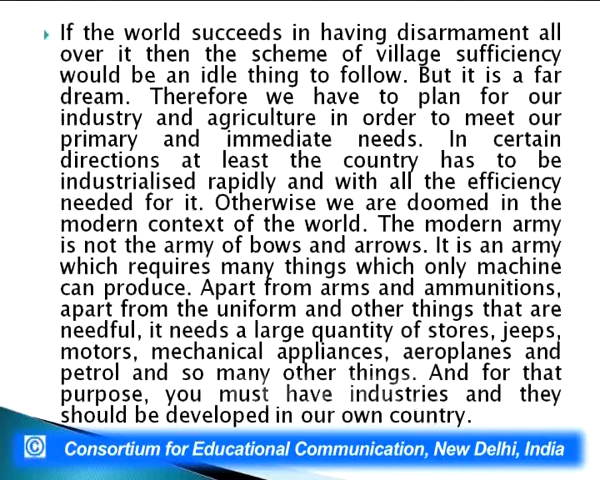 If the world succeeds in having disarmament all
over it then the scheme of village sufficiency
would be an idle thing to follow. But it is a far
dream. Therefore we have to plan for our
industry and agriculture in order to meet our
primary and immediate needs. In certain
directions at least the country has to be
industrialised rapidly and with all the efficiency
needed for it. Otherwise we are doomed in the
modern context of the world. The modern army
is not the army of bows and arrows. It is an army
which requires many things which only machine
can produce. Apart from arms and ammunitions,
apart from the uniform and other things that are
needful, it needs a large quantity of stores, jeeps,
motors, mechanical appliances, aeroplanes and
petrol and so many other things. And for that
purpose, you must have industries and they
should be developed in our own country.
© Consortium for Educational Communication, New Delhi, India